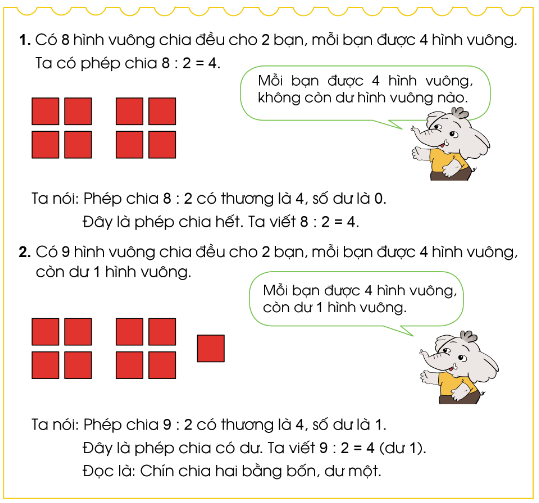 1. Có 8 hình vuông chia đều cho 2 bạn, mỗi bạn được 4 hình vuông.
Ta có phép chia 8 : 2 = 4.
Mỗi bạn được 4 hình vuông,
không còn dư hình vuông nào.
Ta nói: Phép chia 8 : 2 có thương là 4, số dư là 0.
Đây là phép chia hết. Ta viết 8 : 2 = 4.
2. Có 9 hình vuông chia đều cho 2 bạn, mỗi bạn được 4 hình vuông,
còn dư 1 hình vuông.
Mỗi bạn được 4 hình vuông,
còn dư 1 hình vuông.
Ta nói: Phép chia 9 : 2 có thương là 4, số dư là 1.
Đây là phép chia có dư. Ta viết 9 : 2 = 4 (dư 1).
Đọc là: Chín chia hai bằng bốn, dư một.